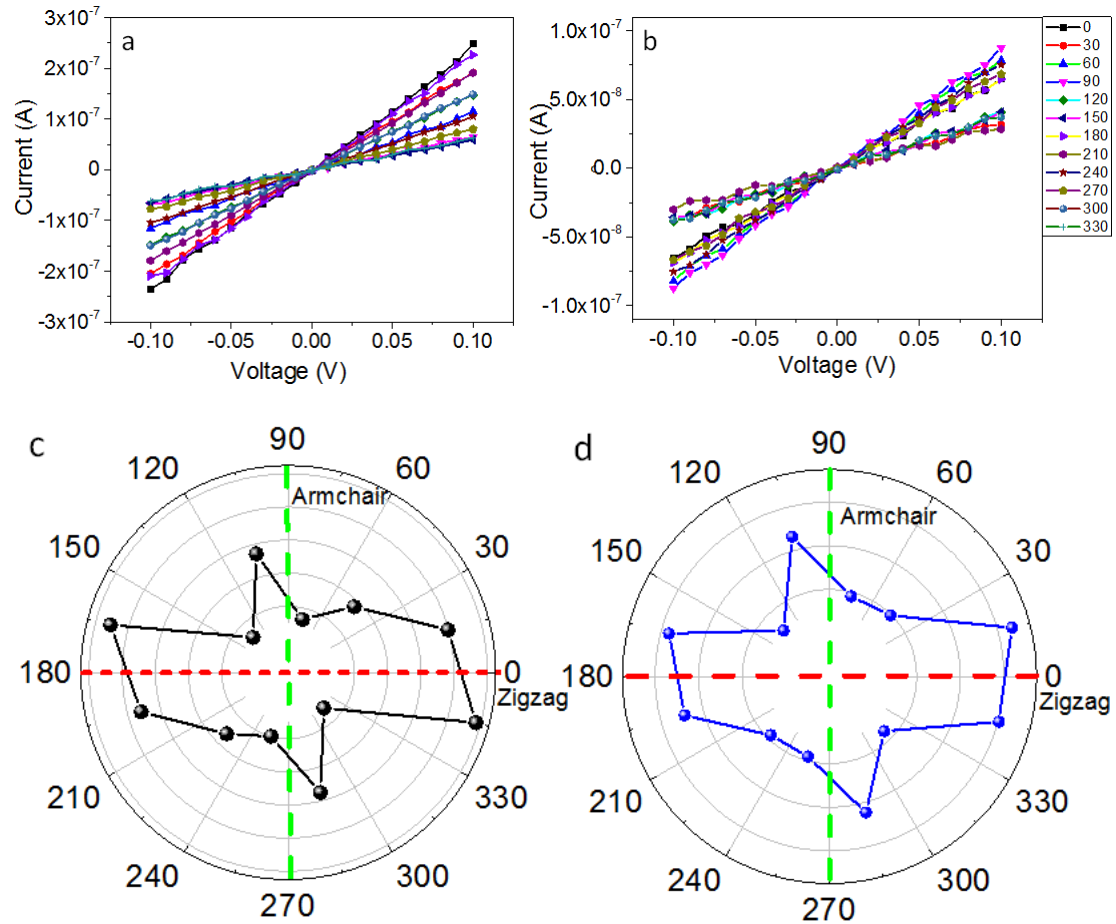 a
3x10⁻⁷
2x10⁻⁷
1x10⁻⁷
0
-1x10⁻⁷
-2x10⁻⁷
-3x10⁻⁷
Current (A)
-0.10 -0.05 0.00 0.05 0.10
Voltage (V)
b
1.0x10⁻⁷
5.0x10⁻⁸
0.0
-5.0x10⁻⁸
-1.0x10⁻⁷
Current (A)
-0.10 -0.05 0.00 0.05 0.10
Voltage (V)
0
30
60
90
120
150
180
210
240
270
300
330
c
90
120 60
Armchair
150 30
180 0
Zigzag
210 330
240 300
270
d
90
120 60
Armchair
150 30
180 0
Zigzag
210 330
240 300
270